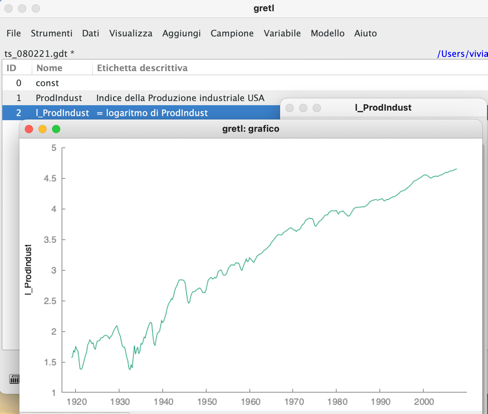 gretl
File Strumenti Dati Visualizza Aggiungi Campione Variabile Modello Aiuto
ts_080221.gdt * /Users/vivia
ID Nome Etichetta descrittiva
0 const
1 ProdIndust Indice della Produzione industriale USA
2 l_ProdIndust = logaritmo di ProdIndust
l_ProdIndust
gretl: grafico
5
4.5
4
3.5
3
2.5
2
1.5
1
l_ProdIndust
1920 1930 1940 1950 1960 1970 1980 1990 2000